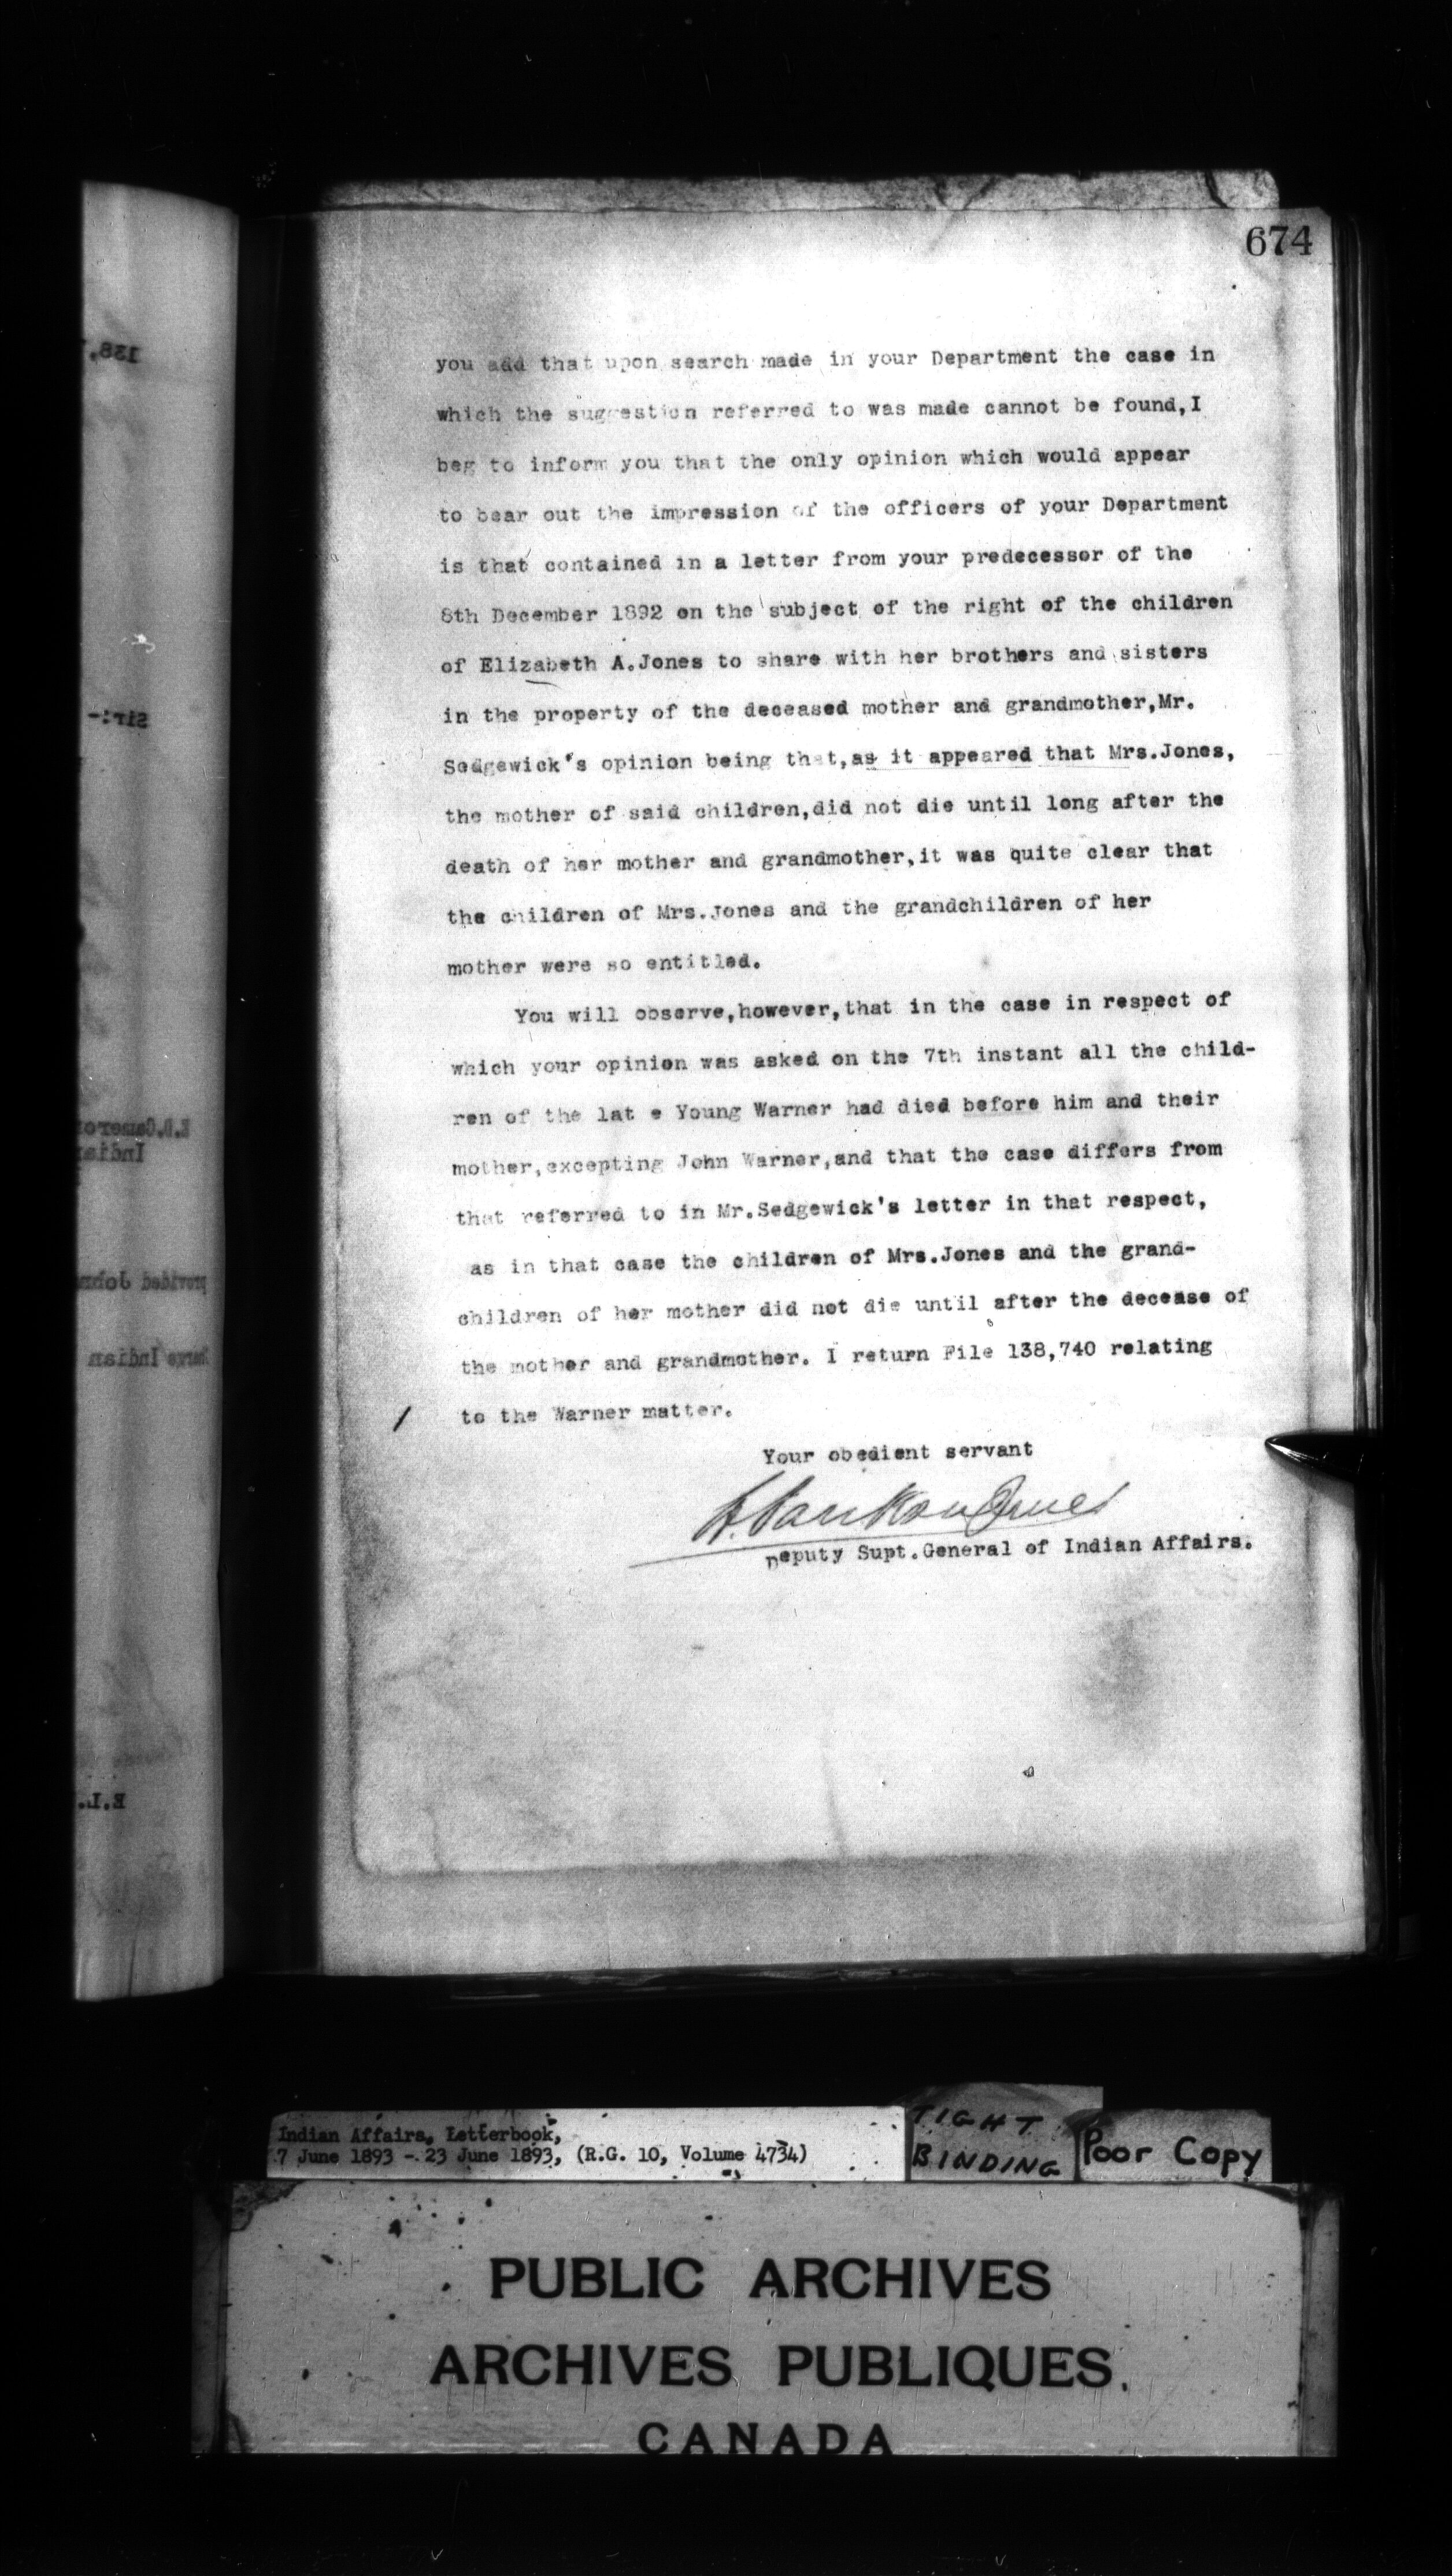 674
you add that upon search made in your Department the case in
which the suggestion referred to was made cannot be found,I
beg to inform you that the only opinion which would appear
to bear out the impression of the officers of your Department
is that contained in a letter from your predecessor of the
8th December 1892 on the subject of the right of the children
of Elizabeth A.Jones to share with her brothers and sisters
in the property of the deceased mother and grandmother,Mr.
Sedgewick's opinion being that,as it appeared that Mrs.Jones,
the mother of said children,did not die until long after the
death of her mother and grandmother,it was quite clear that
the children of Mrs.Jones and the grandchildren of her
mother were so entitled.
You will observe,however,that in the case in respect of
which your opinion was asked on the 7th instant all the child-
ren of the lat e Young Warner had died before him and their
mother,excepting John Warner,and that the case differs from
that referred to in Mr.Sedgewick's letter in that respect,
as in that case the children of Mrs.Jones and the grand-
children of her mother did not die until after the decease of
the mother and grandmother. I return File 138,740 relating
to the Warner matter.
Your obedient servant
Deputy Supt.General of Indian Affairs.
138,
Sir:-
E.D.Camero
Indian
provided John
Indian
E.L.
Indian Affairs, Letterbook,
7 June 1893 - 23 June 1893, (R.G. 10, Volume 4734)
TIGHT
BINDING
Poor Copy
PUBLIC ARCHIVES
ARCHIVES PUBLIQUES
CANADA